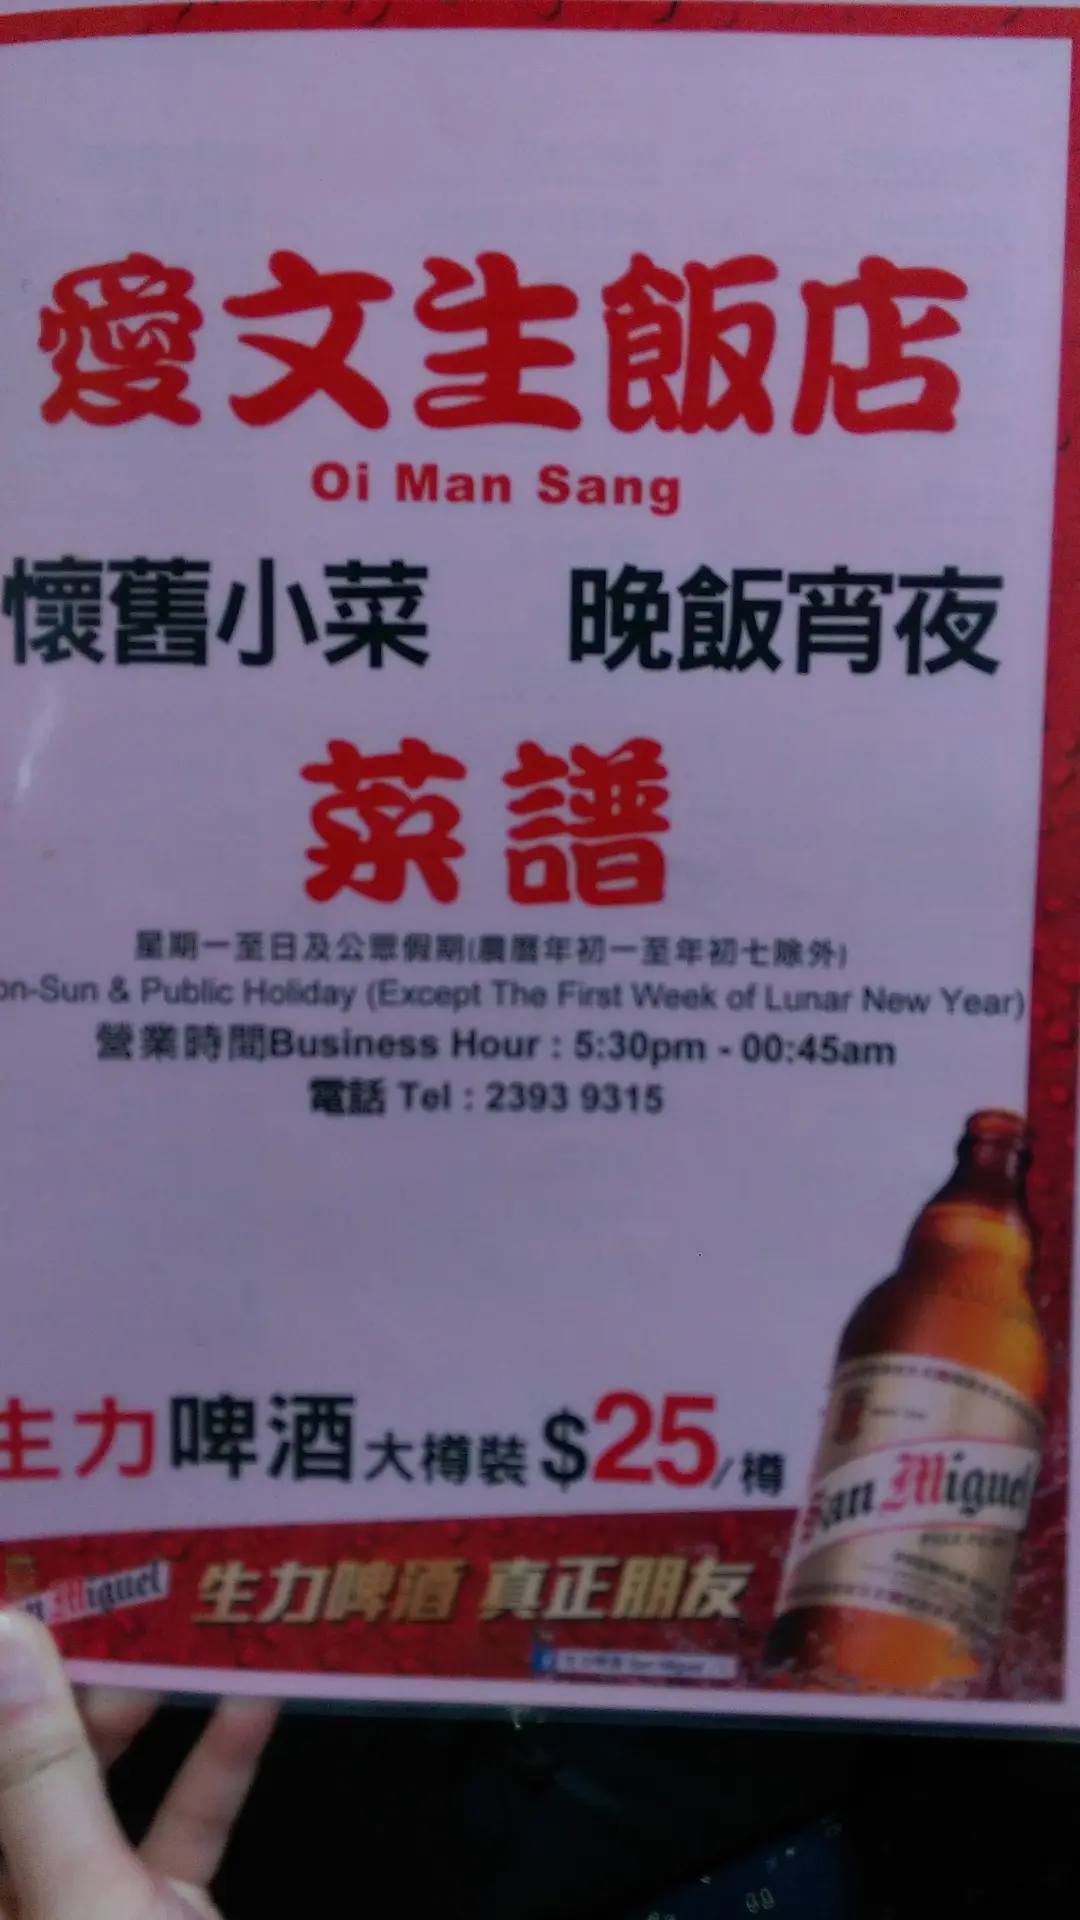 愛文生飯店
Oi Man Sang
懷舊小菜 晚飯宵夜
菜譜
星期一至日及公眾假期(農曆年初一至年初七除外)
on-Sun & Public Holiday (Except The First Week of Lunar New Year)
營業時間Business Hour : 5:30pm - 00:45am
電話 Tel : 2393 9315
生力啤酒大樽裝 $25/樽
San Miguel
Miguel 生力啤酒 真正朋友